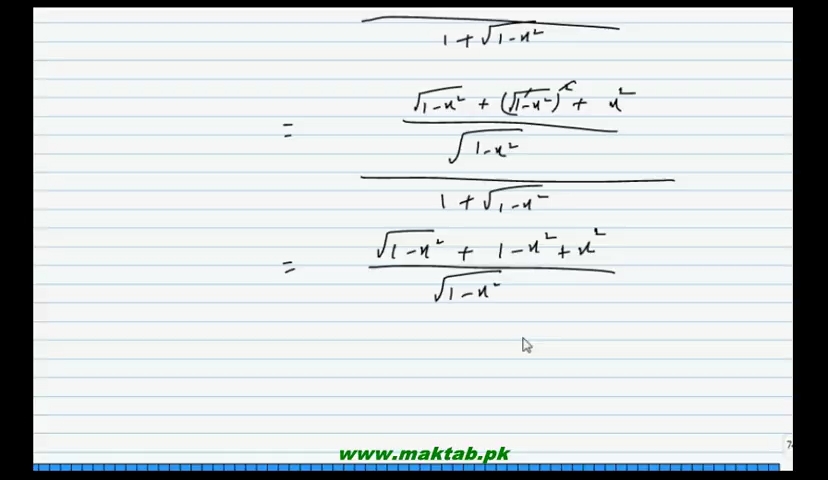 1 + √1-x²
√1-x² + (√1-x²)² + x²
=
√1-x²
1 + √1-x²
√1-x² + 1-x² + x²
=
√1-x²
www.maktab.pk